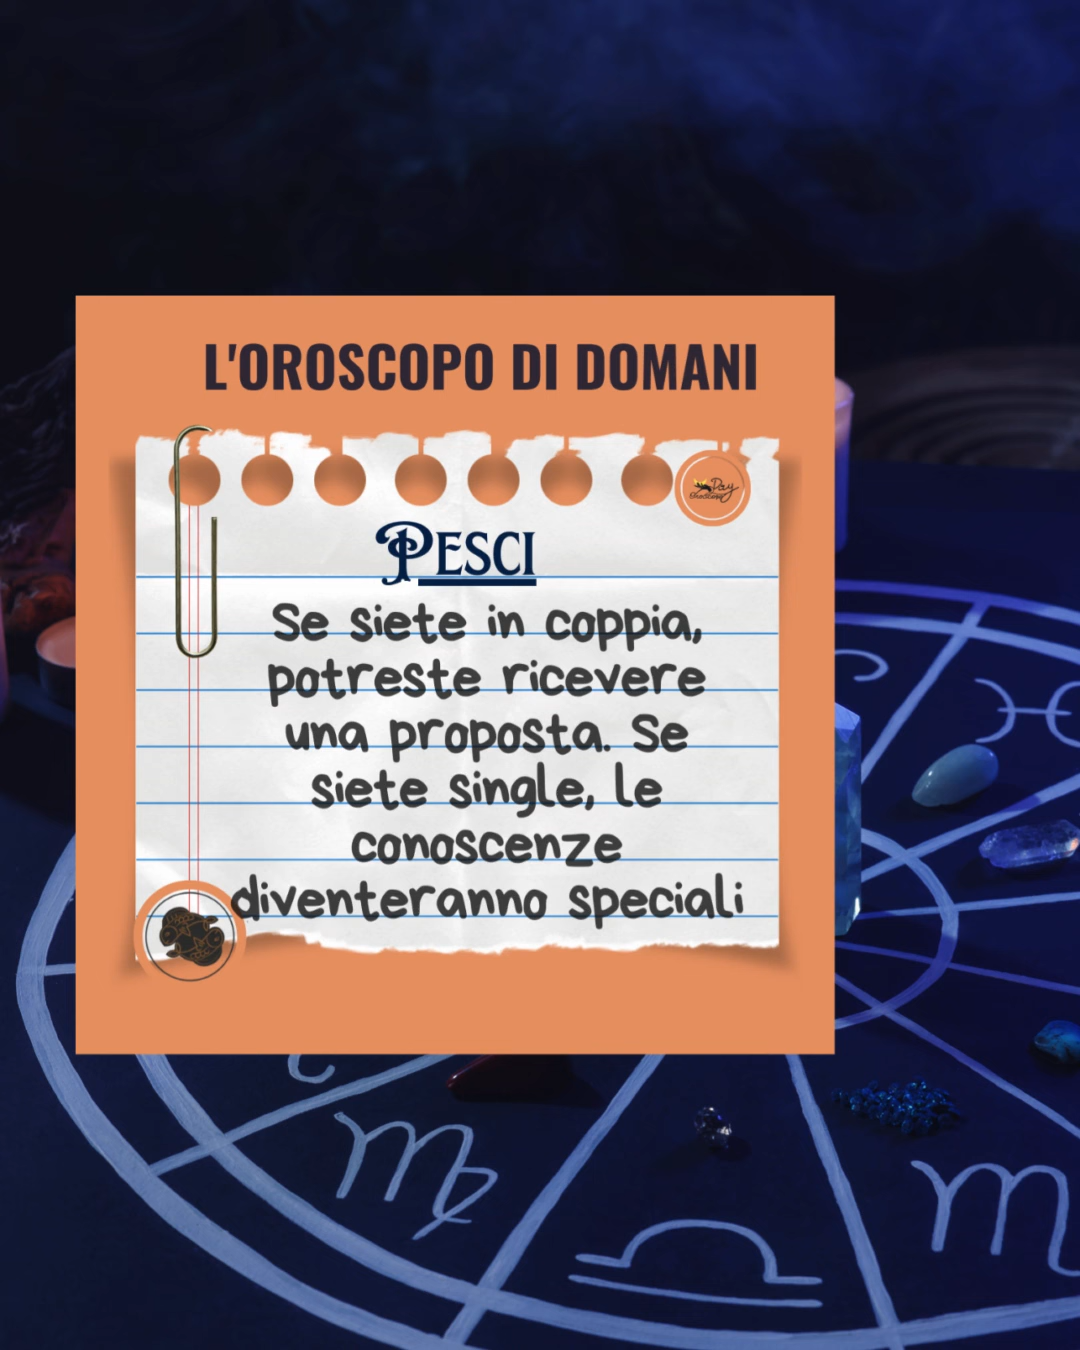 L'OROSCOPO DI DOMANI
Day
PESCI
Se siete in coppia,
potreste ricevere
una proposta. Se
siete single, le
conoscenze
diventeranno speciali